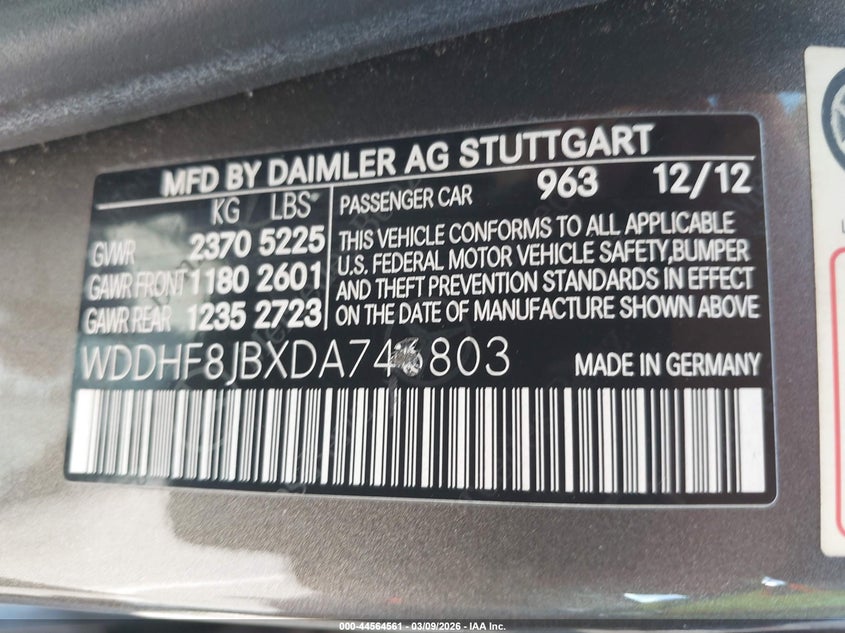 MFD BY DAIMLER AG STUTTGART
KG LBS PASSENGER CAR 963 12/12
GVWR 2370 5225
GAWR FRONT 1180 2601
GAWR REAR 1235 2723
THIS VEHICLE CONFORMS TO ALL APPLICABLE
U.S. FEDERAL MOTOR VEHICLE SAFETY,BUMPER
AND THEFT PREVENTION STANDARDS IN EFFECT
ON THE DATE OF MANUFACTURE SHOWN ABOVE
WDDHF8JBXDA746803
MADE IN GERMANY
000-44564561 | 03/09/2026 - IAA Inc.